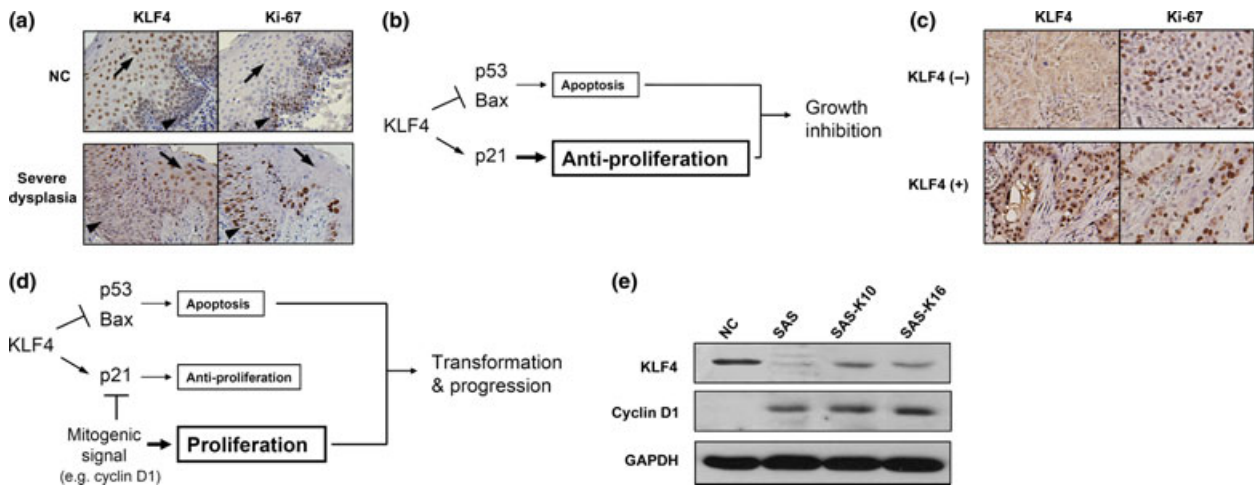 (a)
KLF4 Ki-67
NC
Severe
dysplasia
(b)
KLF4
p53
Bax
Apoptosis
p21
Anti-proliferation
Growth
inhibition
(c)
KLF4 Ki-67
KLF4 (–)
KLF4 (+)
(d)
KLF4
p53
Bax
Apoptosis
p21
Anti-proliferation
Mitogenic
signal
(e.g. cyclin D1)
Proliferation
Transformation
& progression
(e)
NC SAS SAS-K10 SAS-K16
KLF4
Cyclin D1
GAPDH